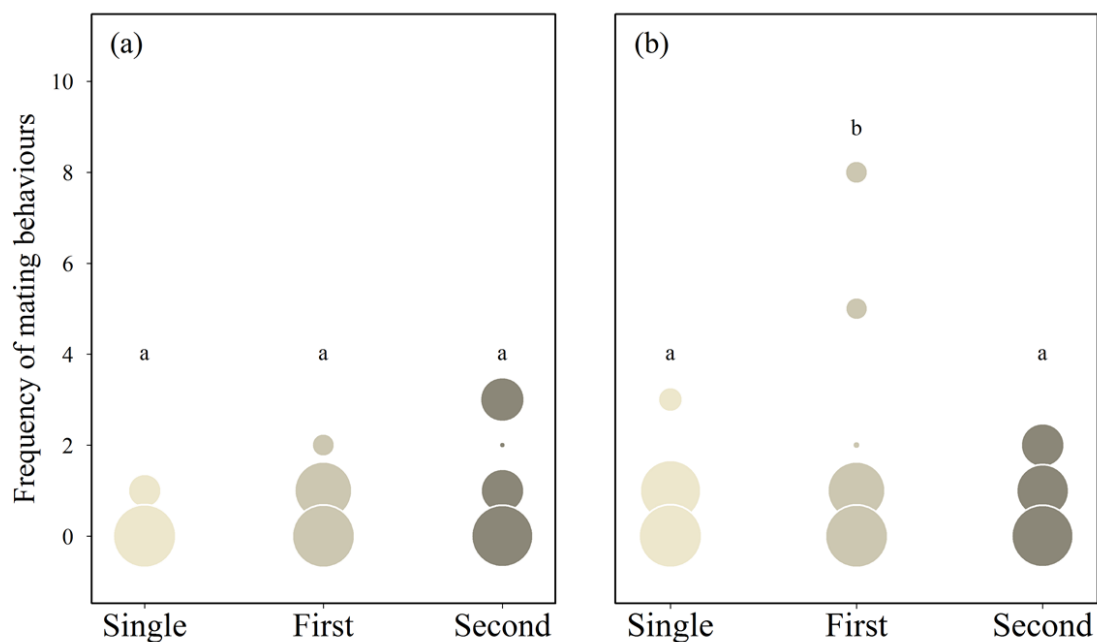 (a)
(b)
Frequency of mating behaviours
10
8
6
4
2
0
a
a
a
a
b
a
Single
First
Second
Single
First
Second